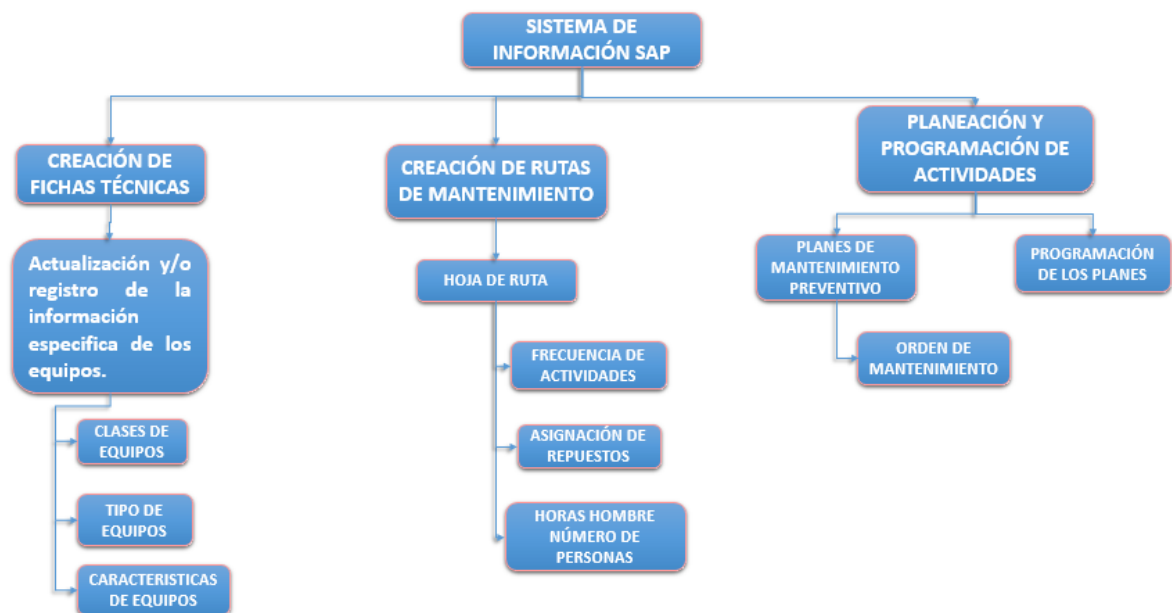 SISTEMA DE
INFORMACIÓN SAP
CREACIÓN DE
FICHAS TÉCNICAS
Actualización y/o
registro de la
información
especifica de los
equipos.
CLASES DE
EQUIPOS
TIPO DE
EQUIPOS
CARACTERISTICAS
DE EQUIPOS
CREACIÓN DE RUTAS
DE MANTENIMIENTO
HOJA DE RUTA
FRECUENCIA DE
ACTIVIDADES
ASIGNACIÓN DE
REPUESTOS
HORAS HOMBRE
NÚMERO DE
PERSONAS
PLANEACIÓN Y
PROGRAMACIÓN DE
ACTIVIDADES
PLANES DE
MANTENIMIENTO
PREVENTIVO
ORDEN DE
MANTENIMIENTO
PROGRAMACIÓN
DE LOS PLANES